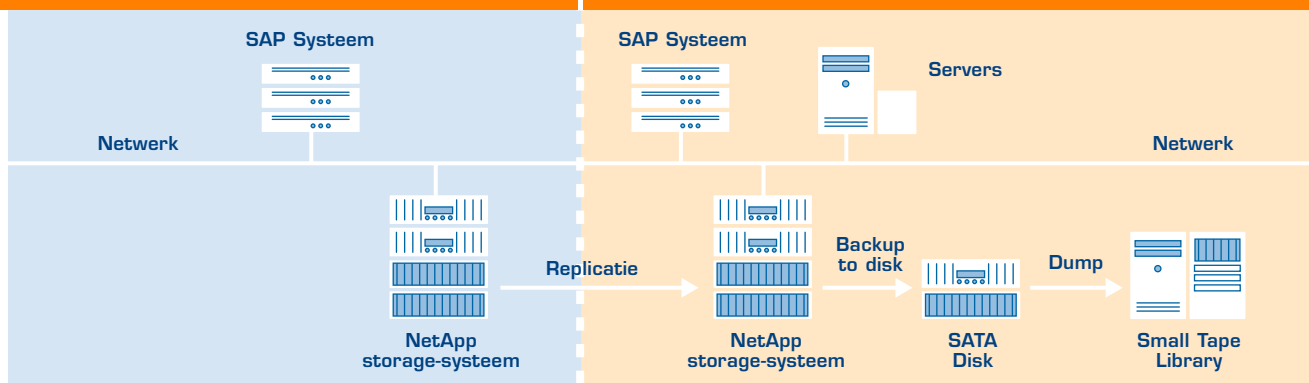 SAP Systeem
Netwerk
Replicatie
NetApp
storage-systeem
SAP Systeem
Servers
Netwerk
Backup
to disk
Dump
NetApp
storage-systeem
SATA
Disk
Small Tape
Library